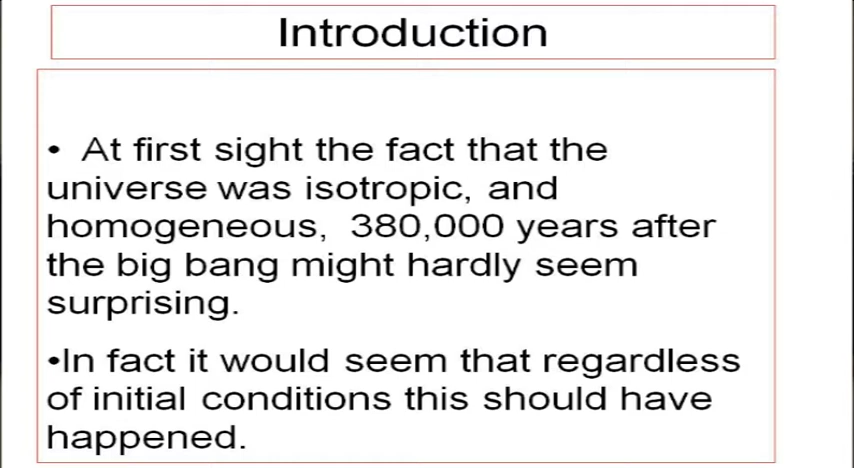 Introduction
• At first sight the fact that the
universe was isotropic, and
homogeneous, 380,000 years after
the big bang might hardly seem
surprising.
•In fact it would seem that regardless
of initial conditions this should have
happened.